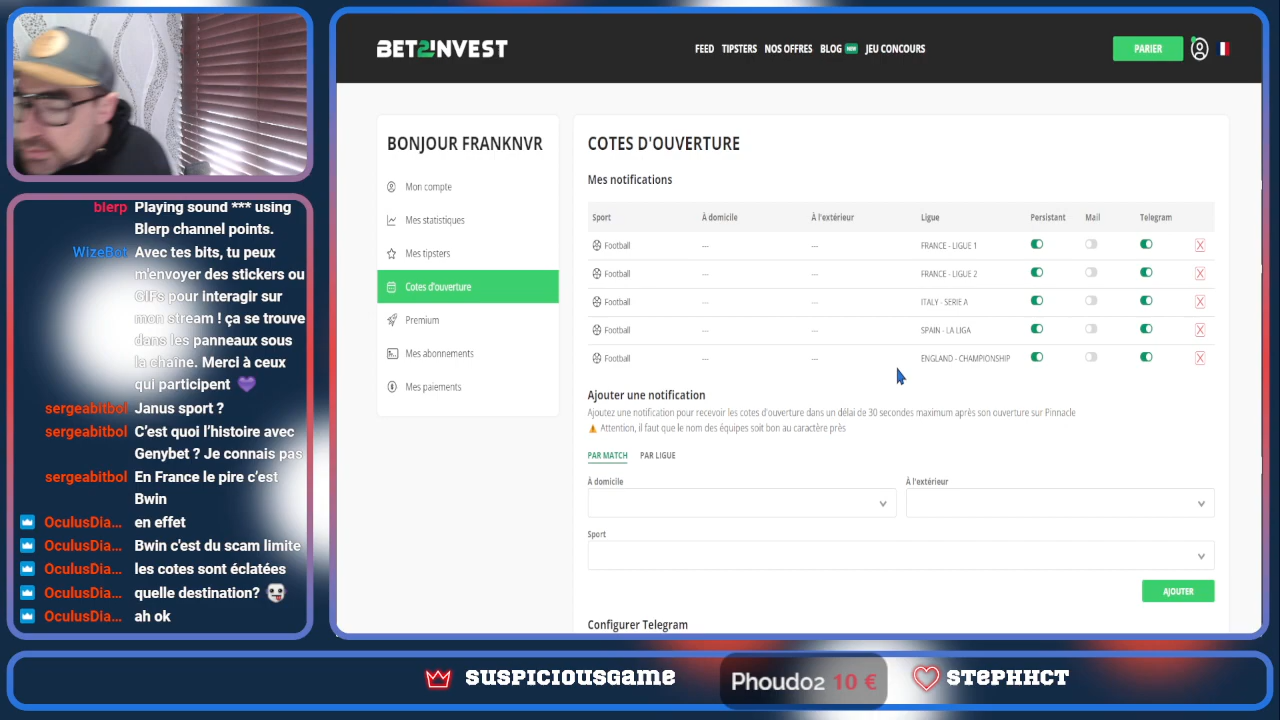 BET2INVEST
FEED TIPSTERS NOS OFFRES BLOG NEW JEU CONCOURS
PARIER
BONJOUR FRANKNVR
Mon compte
Mes statistiques
Mes tipsters
Cotes d'ouverture
Premium
Mes abonnements
Mes paiements
COTES D'OUVERTURE
Mes notifications
Sport À domicile À l'extérieur Ligue Persistant Mail Telegram
Football --- --- FRANCE - LIGUE 1 X
Football --- --- FRANCE - LIGUE 2 X
Football --- --- ITALY - SERIE A X
Football --- --- SPAIN - LA LIGA X
Football --- --- ENGLAND - CHAMPIONSHIP X
Ajouter une notification
Ajoutez une notification pour recevoir les cotes d'ouverture dans un délai de 30 secondes maximum après son ouverture sur Pinnacle
⚠ Attention, il faut que le nom des équipes soit bon au caractère près
PAR MATCH PAR LIGUE
À domicile À l'extérieur
Sport
AJOUTER
Configurer Telegram
blerp Playing sound *** using
Blerp channel points.
WizeBot Avec tes bits, tu peux
m'envoyer des stickers ou
GIFs pour interagir sur
mon stream ! ça se trouve
dans les panneaux sous
la chaîne. Merci à ceux
qui participent 💜
sergeabitbol Janus sport ?
sergeabitbol C'est quoi l'histoire avec
Genybet ? Je connais pas
sergeabitbol En France le pire c'est
Bwin
OculusDia... en effet
OculusDia... Bwin c'est du scam limite
OculusDia... les cotes sont éclatées
OculusDia... quelle destination?
OculusDia... ah ok
SUSPICIOUSGAME
Phoudo2 10 €
STEPHHCT